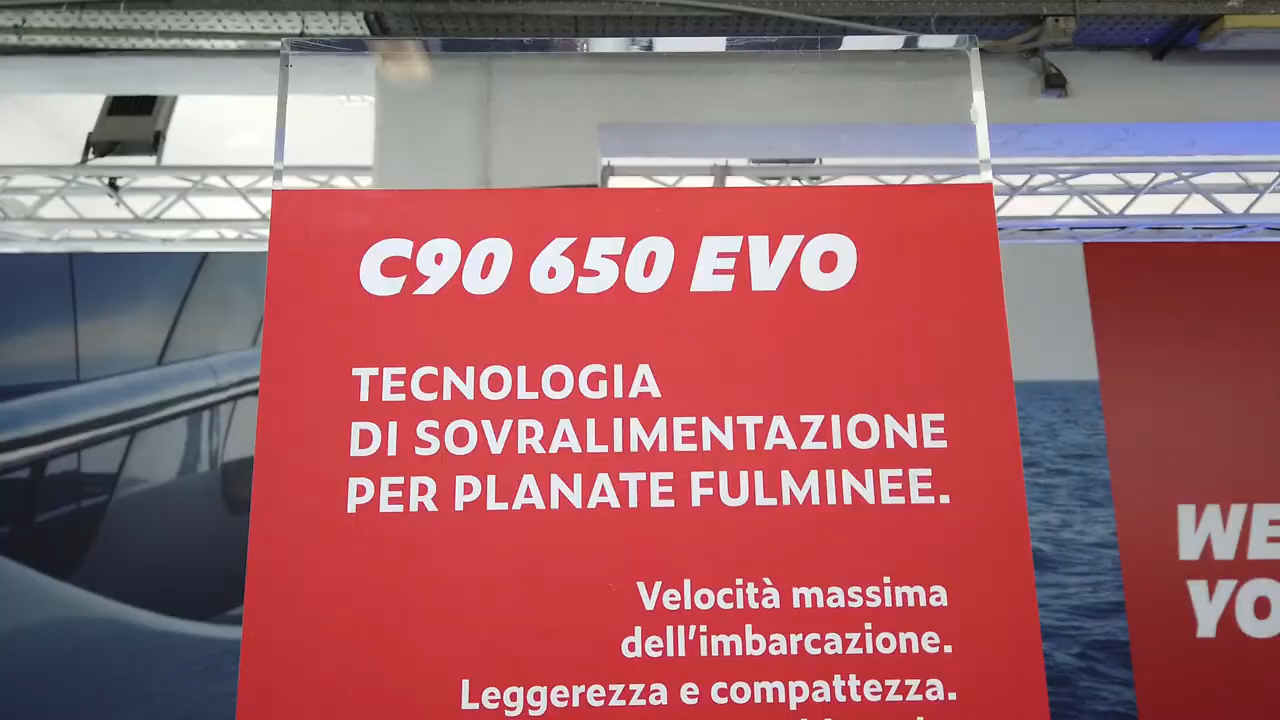 C90 650 EVO
TECNOLOGIA
DI SOVRALIMENTAZIONE
PER PLANATE FULMINEE.
Velocità massima
dell'imbarcazione.
Leggerezza e compattezza.
WE
YO